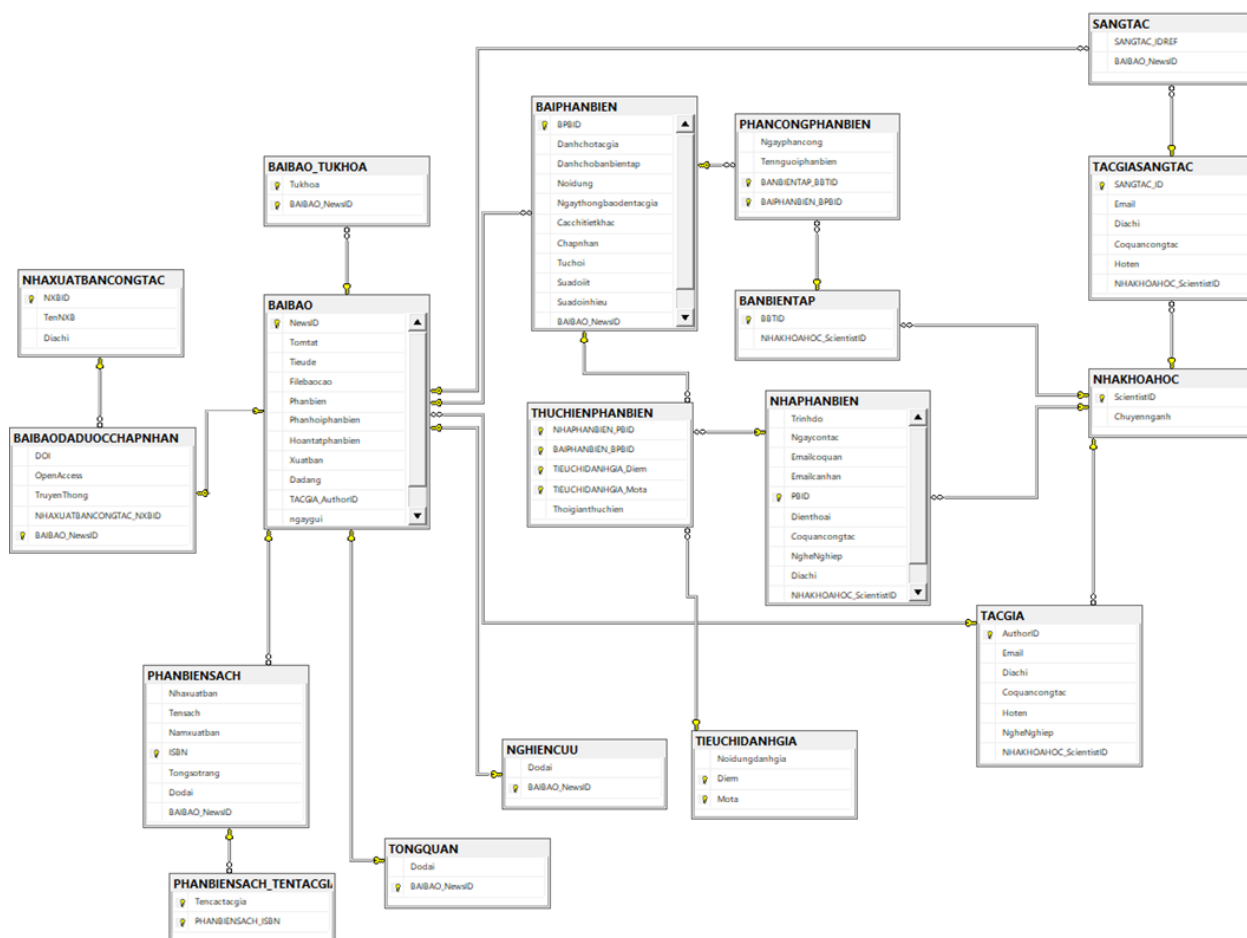 SANGTAC
SANGTAC_IDREF
BAIBAO_NewsID
BAIPHANBIEN
BPBID
Danhchotacgia
Danhchobanbientap
Noidung
Ngaythongbaodentacgia
Cacchitietkhac
Chapnhan
Tuchoi
Suadoiit
Suadoinhieu
BAIBAO_NewsID
PHANCONGPHANBIEN
Ngayphancong
Tennguoiphanbien
BANBIENTAP_BBTID
BAIPHANBIEN_BPBID
BAIBAO_TUKHOA
Tukhoa
BAIBAO_NewsID
TACGIASANGTAC
SANGTAC_ID
Email
Diachi
Coquancongtac
Hoten
NHAKHOAHOC_ScientistID
NHAXUATBANCONGTAC
NXBID
TenNXB
Diachi
BAIBAO
NewsID
Tomtat
Tieude
Filebaocao
Phanbien
Phanhoiphanbien
Hoantatphanbien
Xuatban
Dadang
TACGIA_AuthorID
ngaygui
BANBIENTAP
BBTID
NHAKHOAHOC_ScientistID
NHAKHOAHOC
ScientistID
Chuyennganh
BAIBAODADUOCCHAPNHAN
DOI
OpenAccess
TruyenThong
NHAXUATBANCONGTAC_NXBID
BAIBAO_NewsID
THUCHIENPHANBIEN
NHAPHANBIEN_PBID
BAIPHANBIEN_BPBID
TIEUCHIDANHGIA_Diem
TIEUCHIDANHGIA_Mota
Thoigianthuchien
NHAPHANBIEN
Trinhdo
Ngaycontac
Emailcoquan
Emailcanhan
PBID
Dienthoai
Coquancongtac
NgheNghiep
Diachi
NHAKHOAHOC_ScientistID
TACGIA
AuthorID
Email
Diachi
Coquancongtac
Hoten
NgheNghiep
NHAKHOAHOC_ScientistID
PHANBIENSACH
Nhaxuatban
Tensach
Namxuatban
ISBN
Tongsotrang
Dodai
BAIBAO_NewsID
NGHIENCUU
Dodai
BAIBAO_NewsID
TIEUCHIDANHGIA
Noidungdanhgia
Diem
Mota
TONGQUAN
Dodai
BAIBAO_NewsID
PHANBIENSACH_TENTACGIA
Tencactacgia
PHANBIENSACH_ISBN